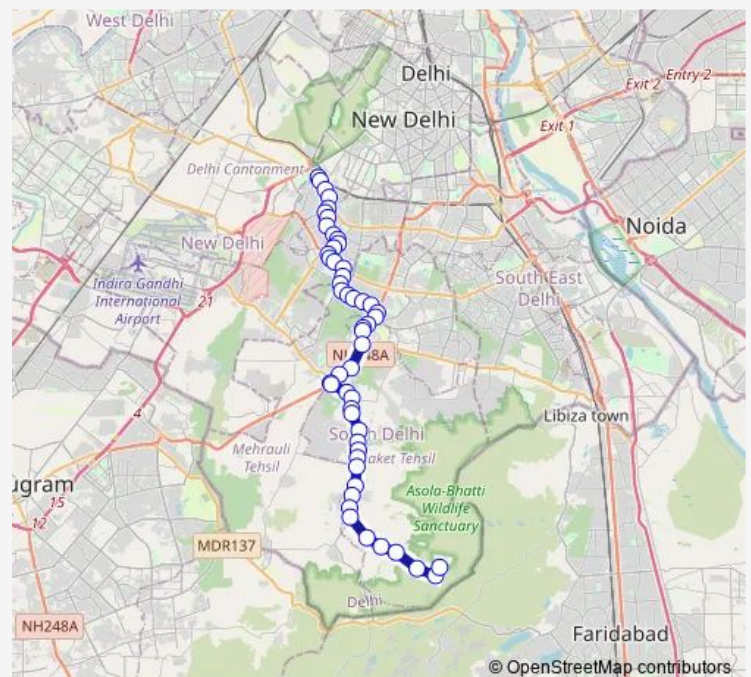 West Delhi
Delhi
New Delhi
Exit 2
Entry 2
Exit 1
Delhi Cantonment
New Delhi
Noida
Indira Gandhi
International
Airport
21
South East
Delhi
4
Libiza town
South Delhi
Mehrauli
Tehsil
Saket Tehsil
ugram
15
12
Asola-Bhatti
Wildlife
Sanctuary
MDR137
Delhi
NH248A
Faridabad
© OpenStreetMap contributors